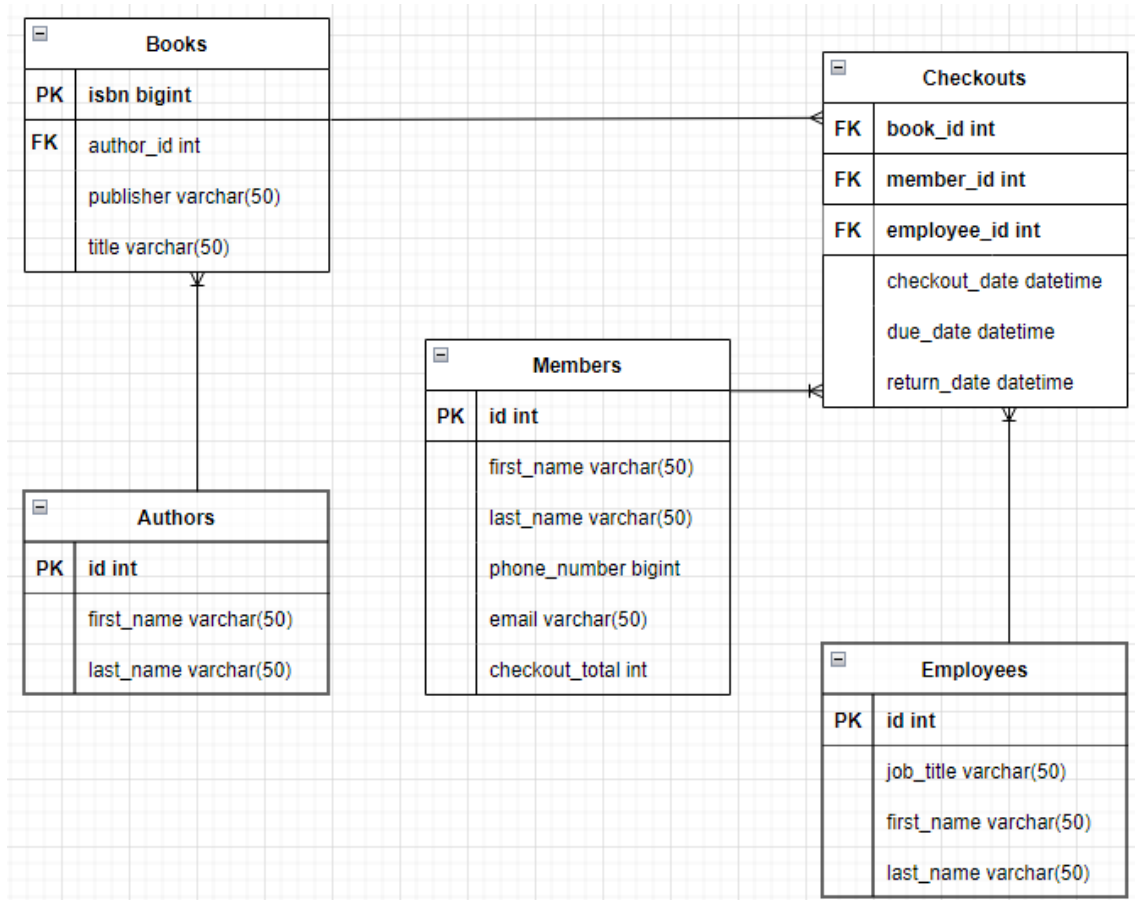 Books
PK isbn bigint
FK author_id int
publisher varchar(50)
title varchar(50)
Checkouts
FK book_id int
FK member_id int
FK employee_id int
checkout_date datetime
due_date datetime
return_date datetime
Members
PK id int
first_name varchar(50)
last_name varchar(50)
phone_number bigint
email varchar(50)
checkout_total int
Authors
PK id int
first_name varchar(50)
last_name varchar(50)
Employees
PK id int
job_title varchar(50)
first_name varchar(50)
last_name varchar(50)